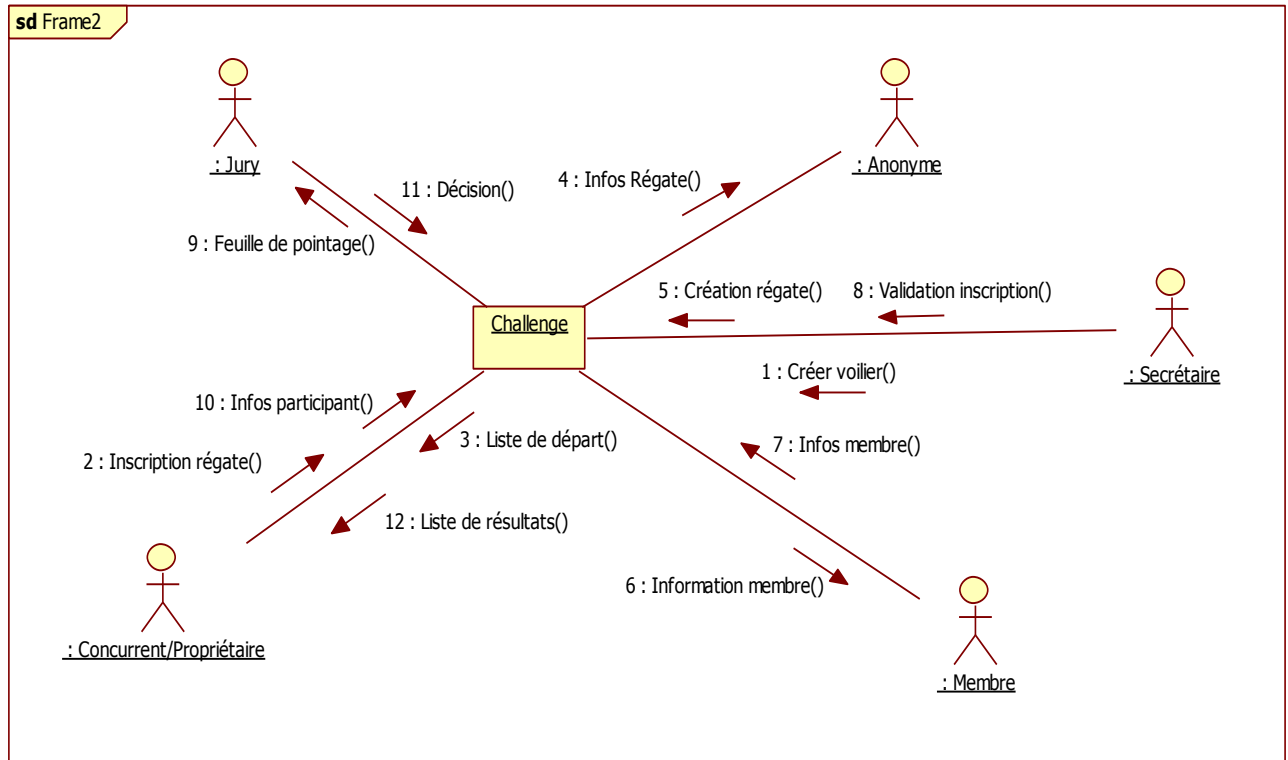 sd Frame2
: Jury
: Anonyme
11 : Décision()
4 : Infos Régate()
9 : Feuille de pointage()
5 : Création régate()
8 : Validation inscription()
Challenge
: Secrétaire
1 : Créer voilier()
10 : Infos participant()
3 : Liste de départ()
7 : Infos membre()
2 : Inscription régate()
12 : Liste de résultats()
6 : Information membre()
: Concurrent/Propriétaire
: Membre